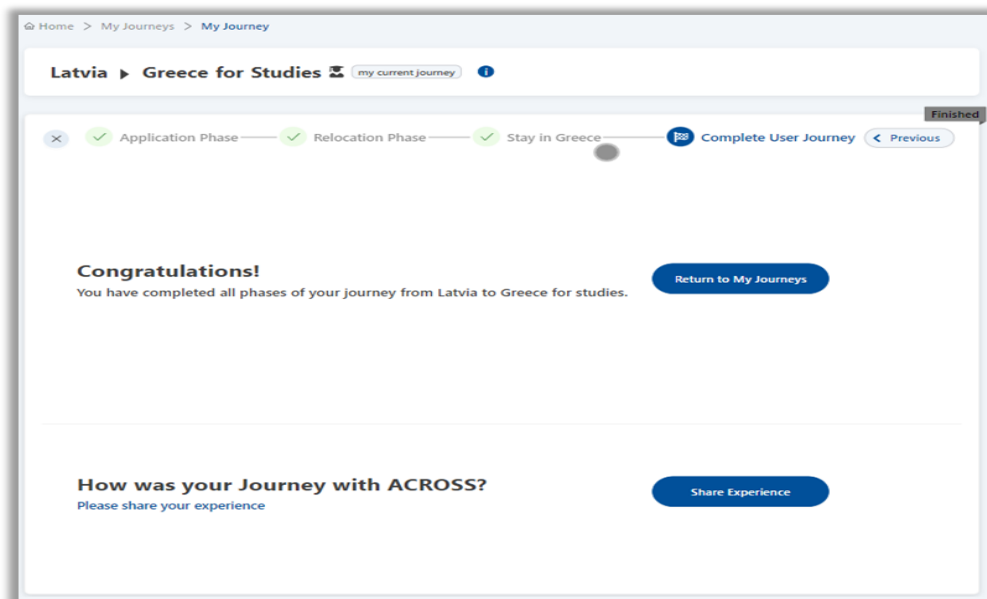 Home > My Journeys > My Journey
Latvia ▶ Greece for Studies my current journey i
Finished
Application Phase Relocation Phase Stay in Greece Complete User Journey < Previous
Congratulations!
You have completed all phases of your journey from Latvia to Greece for studies.
Return to My Journeys
How was your Journey with ACROSS?
Please share your experience
Share Experience